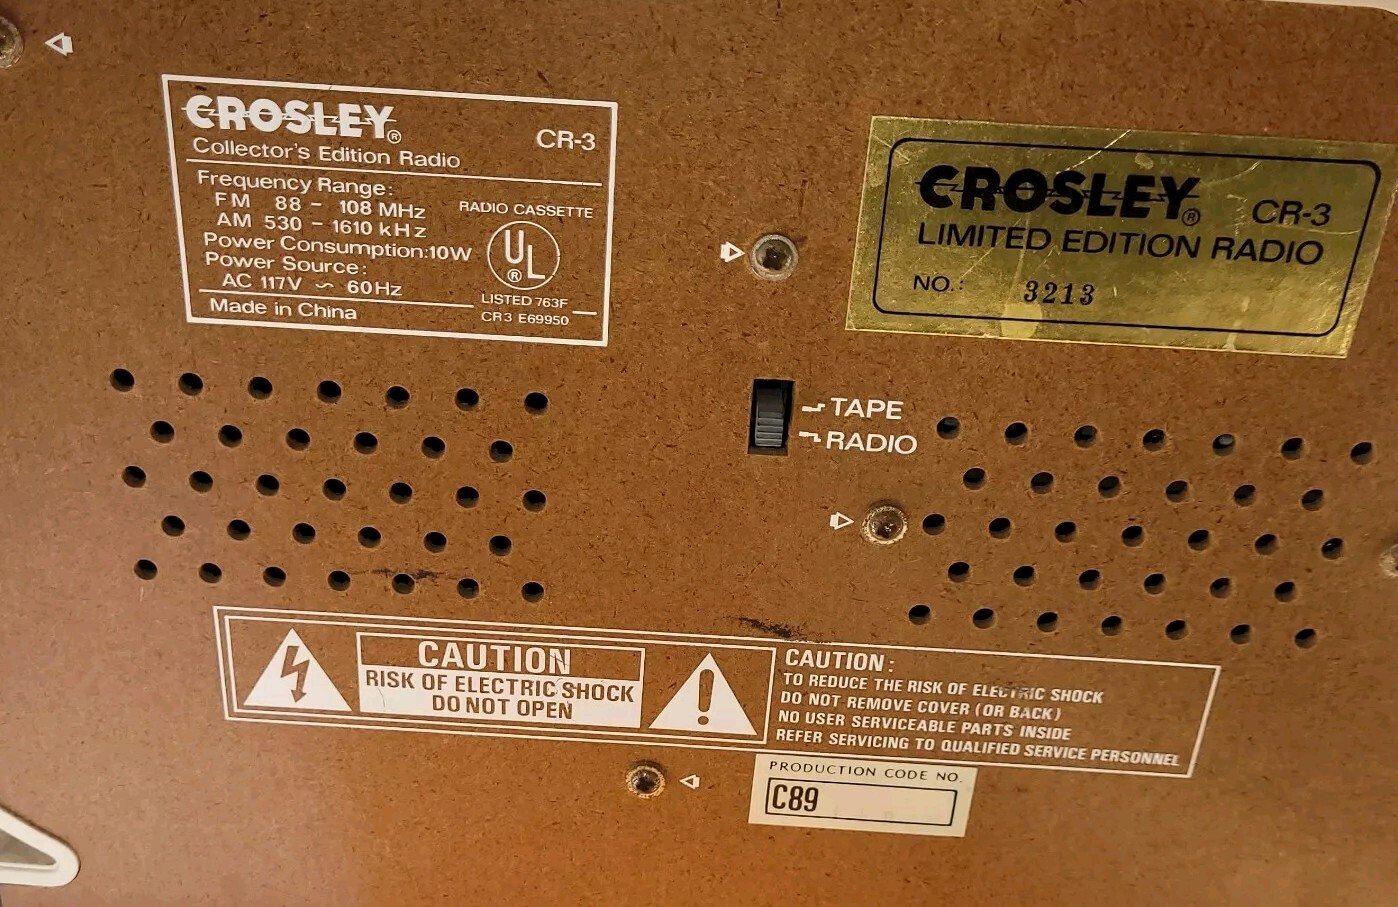 CROSLEY®
CR-3
Collector's Edition Radio
Frequency Range:
FM 88 - 108 MHz
AM 530 - 1610 kHz
Power Consumption:10W
Power Source:
AC 117V ∽ 60Hz
Made in China
RADIO CASSETTE
UL®
LISTED 763F
CR3 E69950
CROSLEY® CR-3
LIMITED EDITION RADIO
NO.: 3213
TAPE
RADIO
CAUTION
RISK OF ELECTRIC SHOCK
DO NOT OPEN
CAUTION:
TO REDUCE THE RISK OF ELECTRIC SHOCK
DO NOT REMOVE COVER (OR BACK)
NO USER SERVICEABLE PARTS INSIDE
REFER SERVICING TO QUALIFIED SERVICE PERSONNEL
PRODUCTION CODE NO.
C89